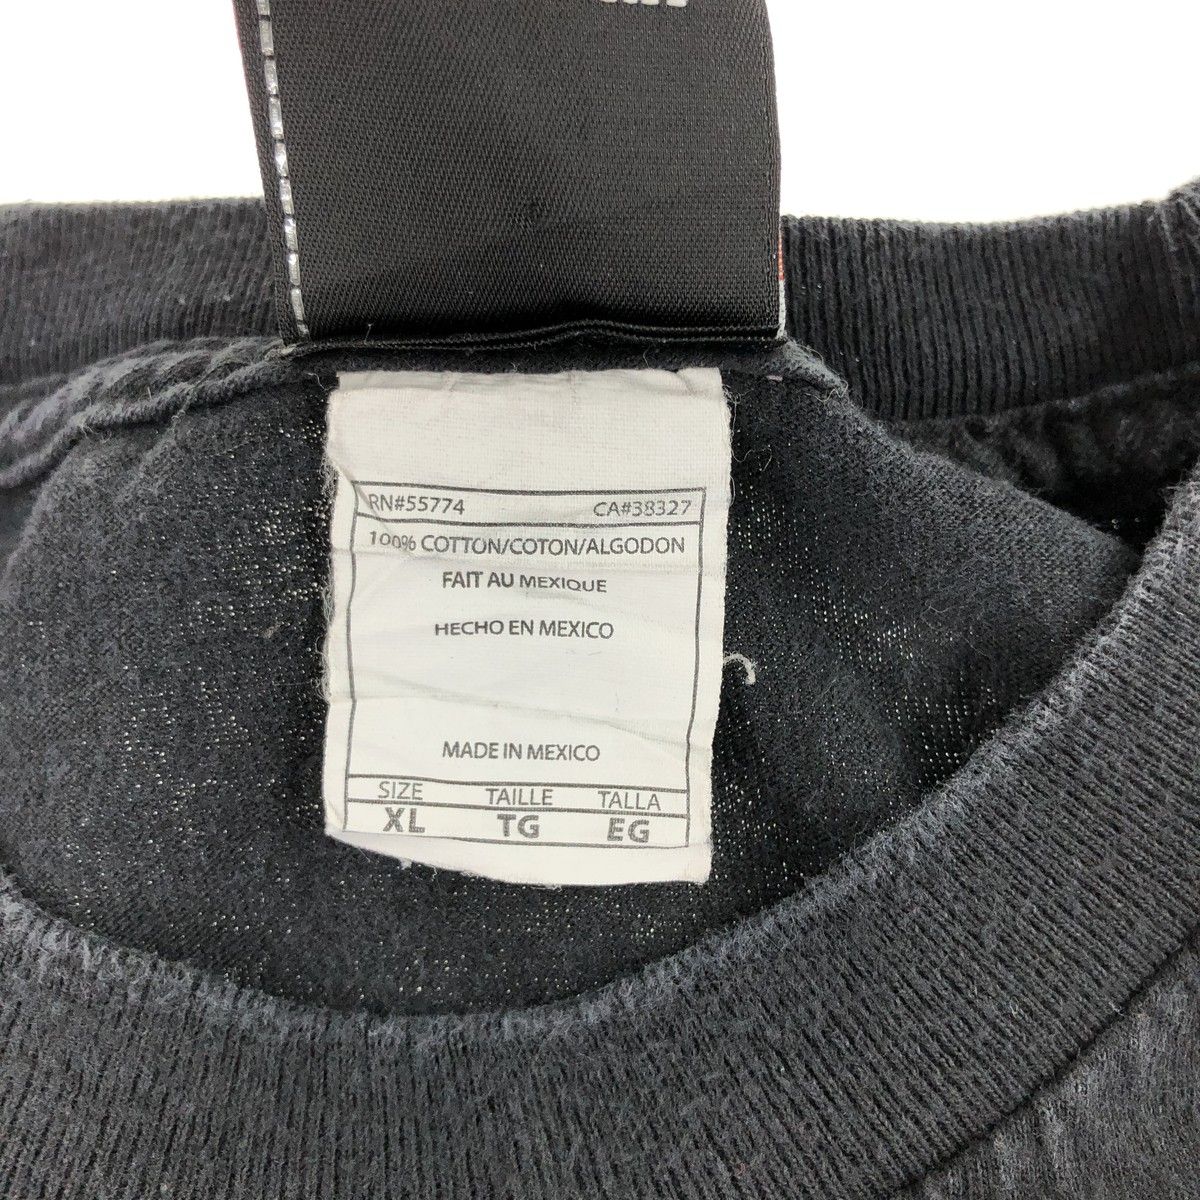 RN#55774 CA#38327
100% COTTON/COTON/ALGODON
FAIT AU MEXIQUE
HECHO EN MEXICO
MADE IN MEXICO
SIZE TAILLE TALLA
XL TG EG